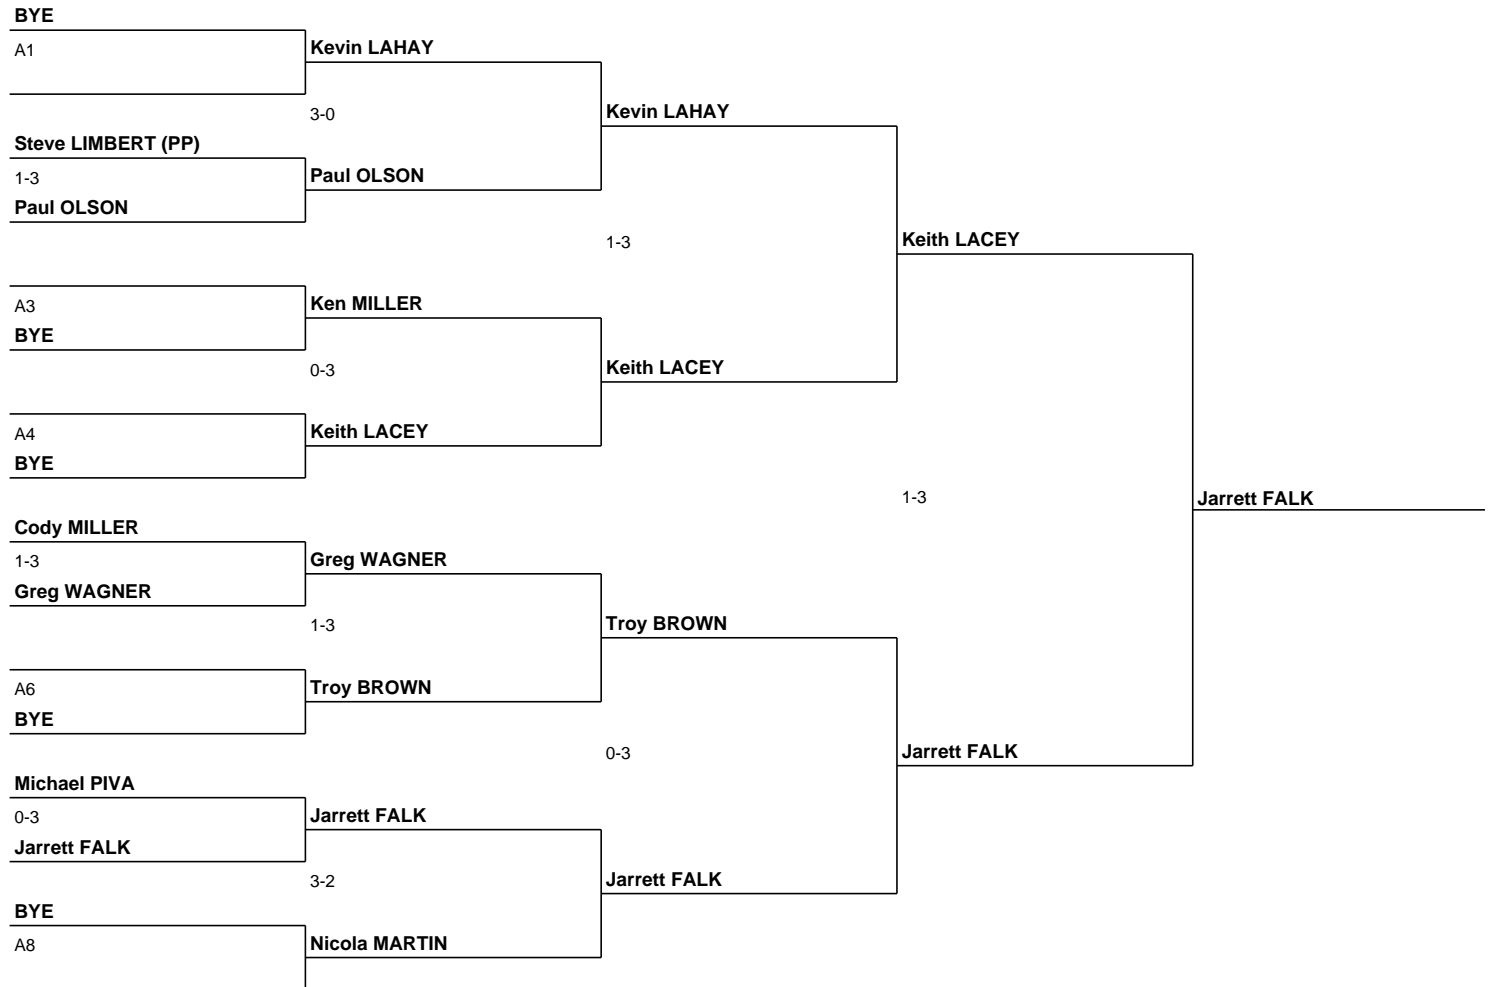 BYE
A1
Kevin LAHAY
3-0
Kevin LAHAY
Steve LIMBERT (PP)
1-3
Paul OLSON
Paul OLSON
1-3
Keith LACEY
A3
BYE
Ken MILLER
0-3
Keith LACEY
A4
BYE
Keith LACEY
1-3
Jarrett FALK
Cody MILLER
1-3
Greg WAGNER
Greg WAGNER
1-3
Troy BROWN
A6
BYE
Troy BROWN
0-3
Jarrett FALK
Michael PIVA
0-3
Jarrett FALK
Jarrett FALK
3-2
Jarrett FALK
BYE
A8
Nicola MARTIN